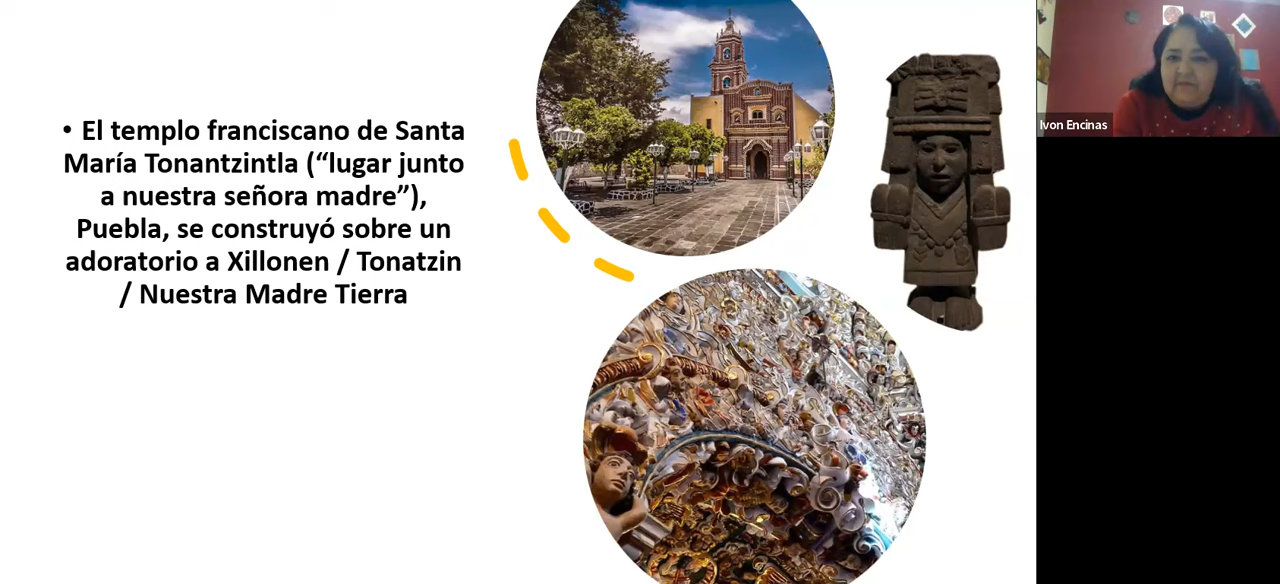 • El templo franciscano de Santa
María Tonantzintla (“lugar junto
a nuestra señora madre”),
Puebla, se construyó sobre un
adoratorio a Xillonen / Tonatzin
/ Nuestra Madre Tierra
Ivon Encinas